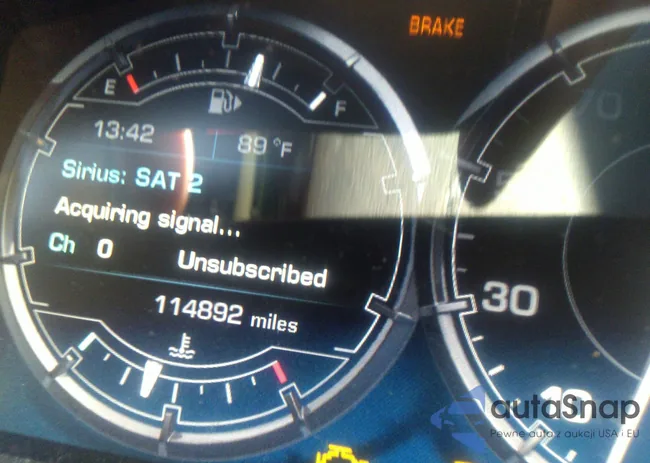 BRAKE
E
F
13:42
89 °F
Sirius: SAT 2
Acquiring signal...
Ch 0 Unsubscribed
114892 miles
30
70
autaSnap
Pewne auta z aukcji USA i EU